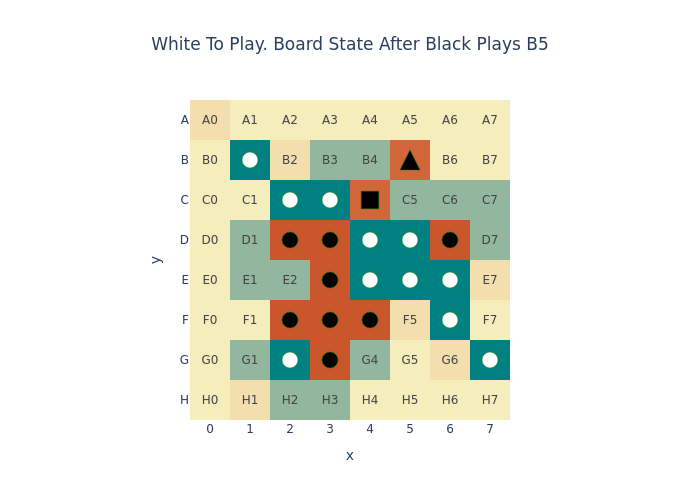 White To Play. Board State After Black Plays B5
A A0 A1 A2 A3 A4 A5 A6 A7
B B0 B2 B3 B4 B6 B7
C C0 C1 C5 C6 C7
D D0 D1 D7
E E0 E1 E2 E7
F F0 F1 F5 F7
G G0 G1 G4 G5 G6
H H0 H1 H2 H3 H4 H5 H6 H7
0 1 2 3 4 5 6 7
x
y